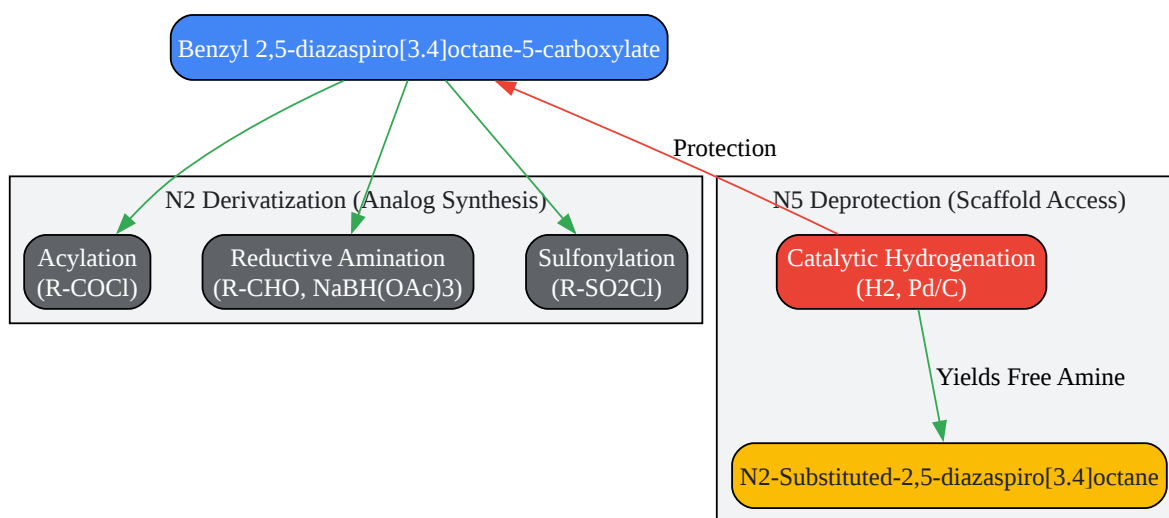 Benzyl 2,5-diazaspiro[3.4]octane-5-carboxylate
Protection
N2 Derivatization (Analog Synthesis)
N5 Deprotection (Scaffold Access)
Acylation
(R-COCl)
Reductive Amination
(R-CHO, NaBH(OAc)3)
Sulfonylation
(R-SO2Cl)
Catalytic Hydrogenation
(H2, Pd/C)
Yields Free Amine
N2-Substituted-2,5-diazaspiro[3.4]octane